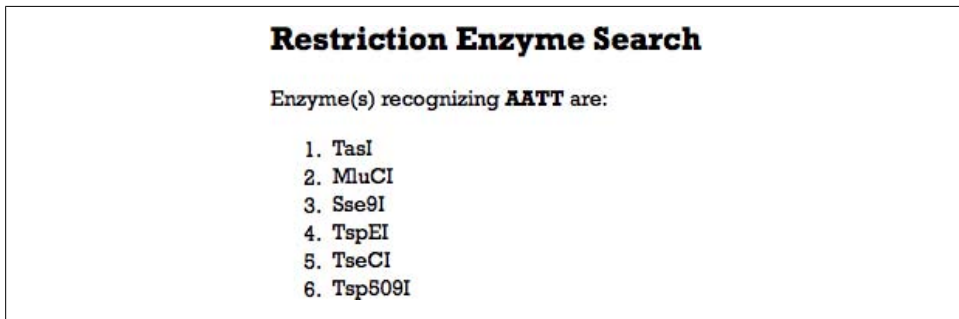 Restriction Enzyme Search
Enzyme(s) recognizing AATT are:
1. TasI
2. MluCI
3. Sse9I
4. TspEI
5. TseCI
6. Tsp509I